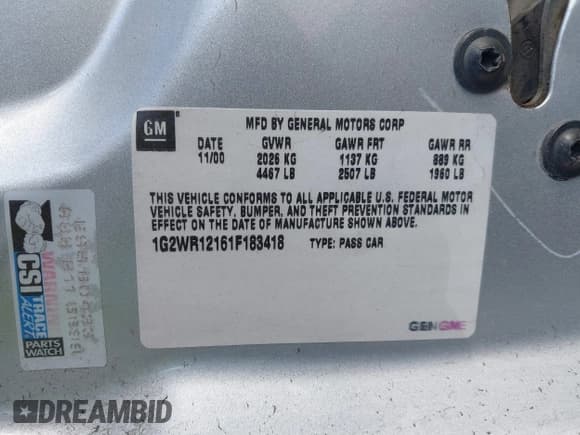 GM ®
MFD BY GENERAL MOTORS CORP
DATE GVWR GAWR FRT GAWR RR
11/00 2026 KG 1137 KG 889 KG
4467 LB 2507 LB 1960 LB
THIS VEHICLE CONFORMS TO ALL APPLICABLE U.S. FEDERAL MOTOR
VEHICLE SAFETY, BUMPER, AND THEFT PREVENTION STANDARDS IN
EFFECT ON THE DATE OF MANUFACTURE SHOWN ABOVE.
1G2WR12161F183418 TYPE: PASS CAR
GENGME
WARNING
CSI TRACE
ALERT!
PARTS
WATCH
DREAMBID